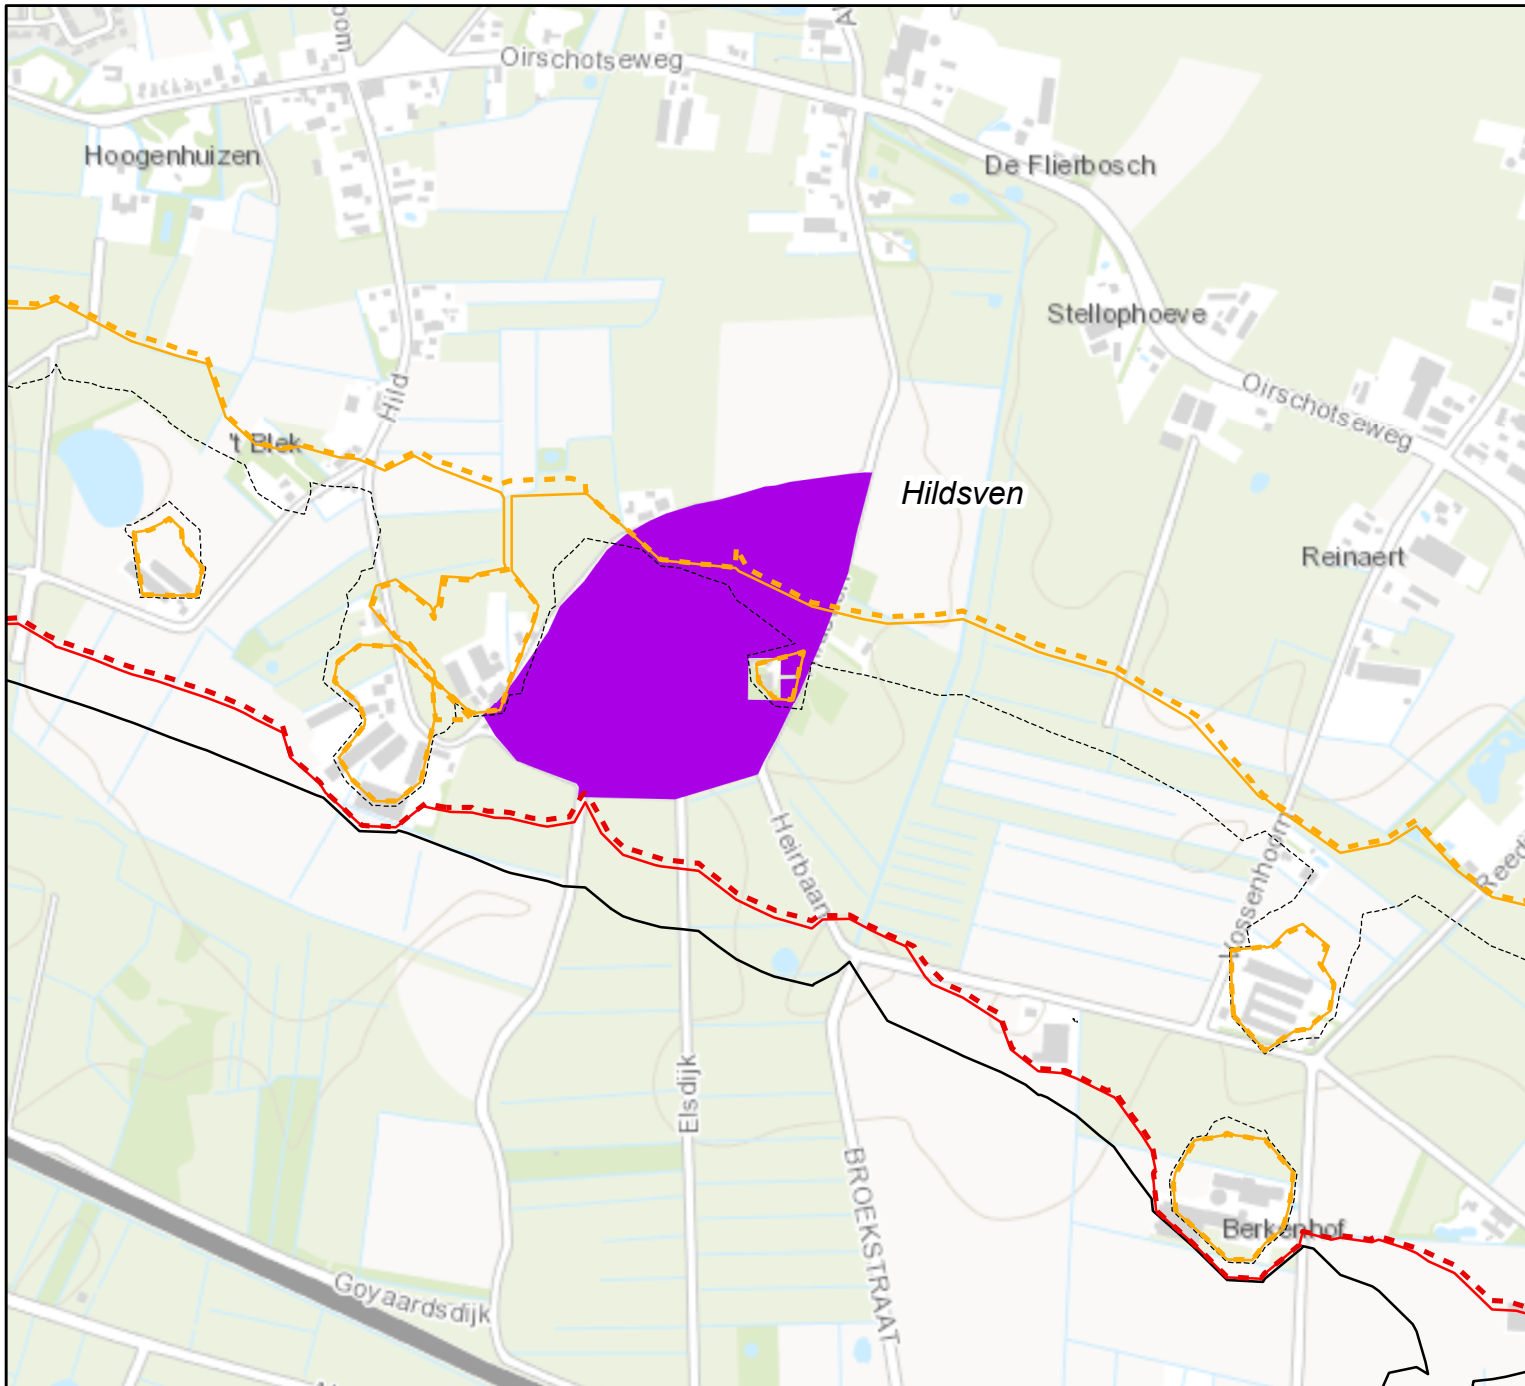 Oirschotseweg
Hoogenhuizen
De Flierbosch
Stellophoeve
Hild
't Blek
Oirschotseweg
Hildsven
Reinaert
Heirbaan
Elsdijk
BROEKSTRAAT
Berkenhof
Goyaardsdijk